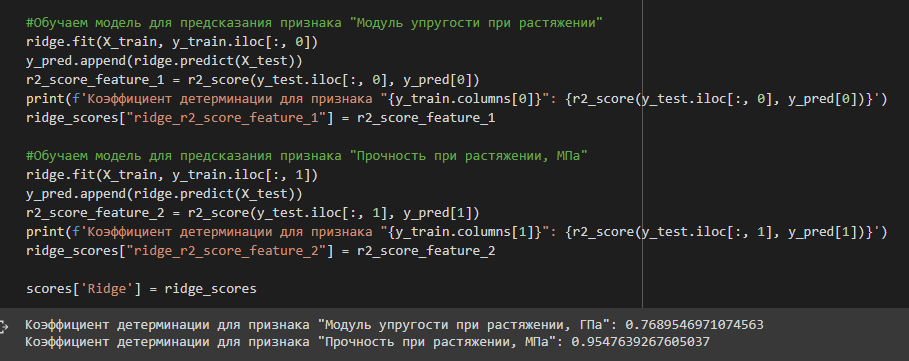 #Обучаем модель для предсказания признака "Модуль упругости при растяжении"
ridge.fit(X_train, y_train.iloc[:, 0])
y_pred.append(ridge.predict(X_test))
r2_score_feature_1 = r2_score(y_test.iloc[:, 0], y_pred[0])
print(f'Коэффициент детерминации для признака "{y_train.columns[0]}": {r2_score(y_test.iloc[:, 0], y_pred[0])}')
ridge_scores["ridge_r2_score_feature_1"] = r2_score_feature_1
#Обучаем модель для предсказания признака "Прочность при растяжении, МПа"
ridge.fit(X_train, y_train.iloc[:, 1])
y_pred.append(ridge.predict(X_test))
r2_score_feature_2 = r2_score(y_test.iloc[:, 1], y_pred[1])
print(f'Коэффициент детерминации для признака "{y_train.columns[1]}": {r2_score(y_test.iloc[:, 1], y_pred[1])}')
ridge_scores["ridge_r2_score_feature_2"] = r2_score_feature_2
scores['Ridge'] = ridge_scores
Коэффициент детерминации для признака "Модуль упругости при растяжении, ГПа": 0.7689546971074563
Коэффициент детерминации для признака "Прочность при растяжении, МПа": 0.9547639267605037